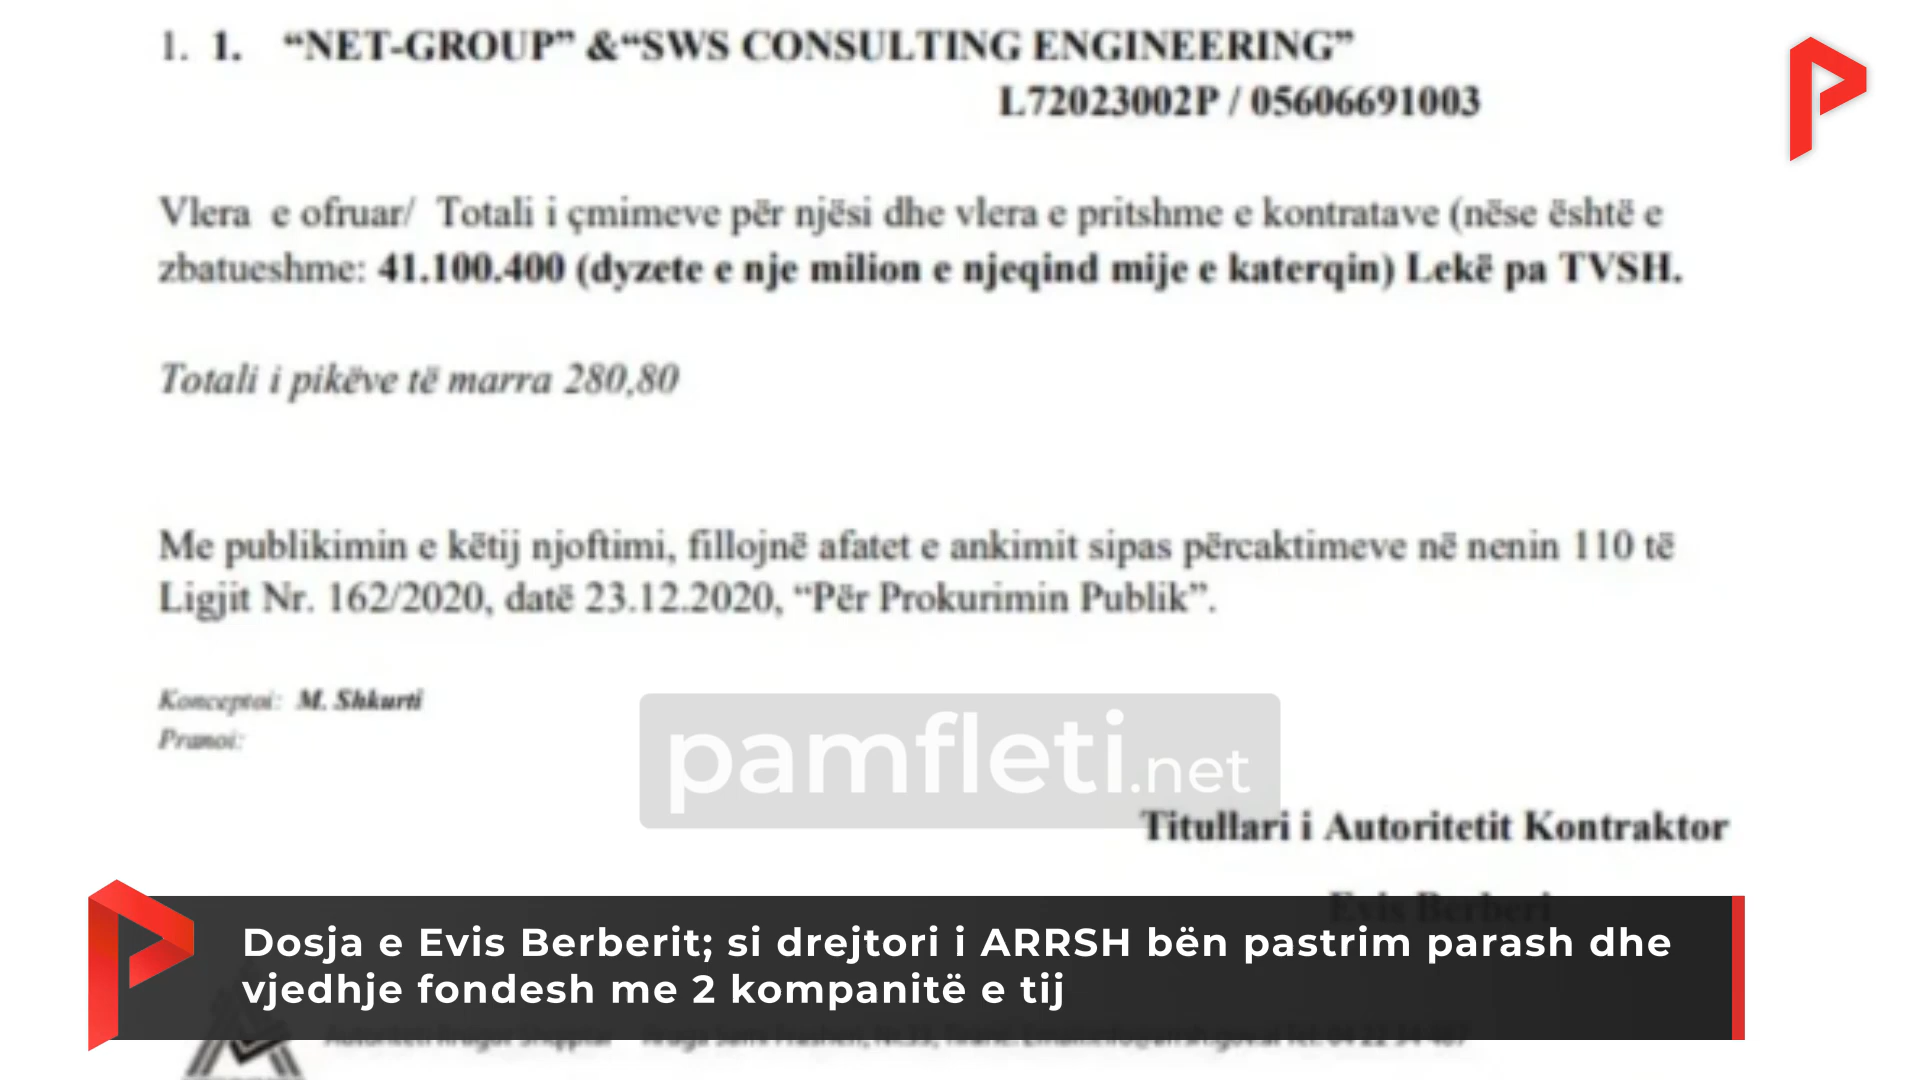 1. 1. “NET-GROUP” &“SWS CONSULTING ENGINEERING”
L72023002P / 05606691003
Vlera e ofruar/ Totali i çmimeve për njësi dhe vlera e pritshme e kontratave (nëse është e
zbatueshme: 41.100.400 (dyzete e nje milion e njeqind mije e katerqin) Lekë pa TVSH.
Totali i pikëve të marra 280,80
Me publikimin e këtij njoftimi, fillojnë afatet e ankimit sipas përcaktimeve në nenin 110 të
Ligjit Nr. 162/2020, datë 23.12.2020, “Për Prokurimin Publik”.
Konceptoi: M. Shkurti
Pranoi:
pamfleti.net
Titullari i Autoritetit Kontraktor
Evis Berberi
Dosja e Evis Berberit; si drejtori i ARRSH bën pastrim parash dhe
vjedhje fondesh me 2 kompanitë e tij